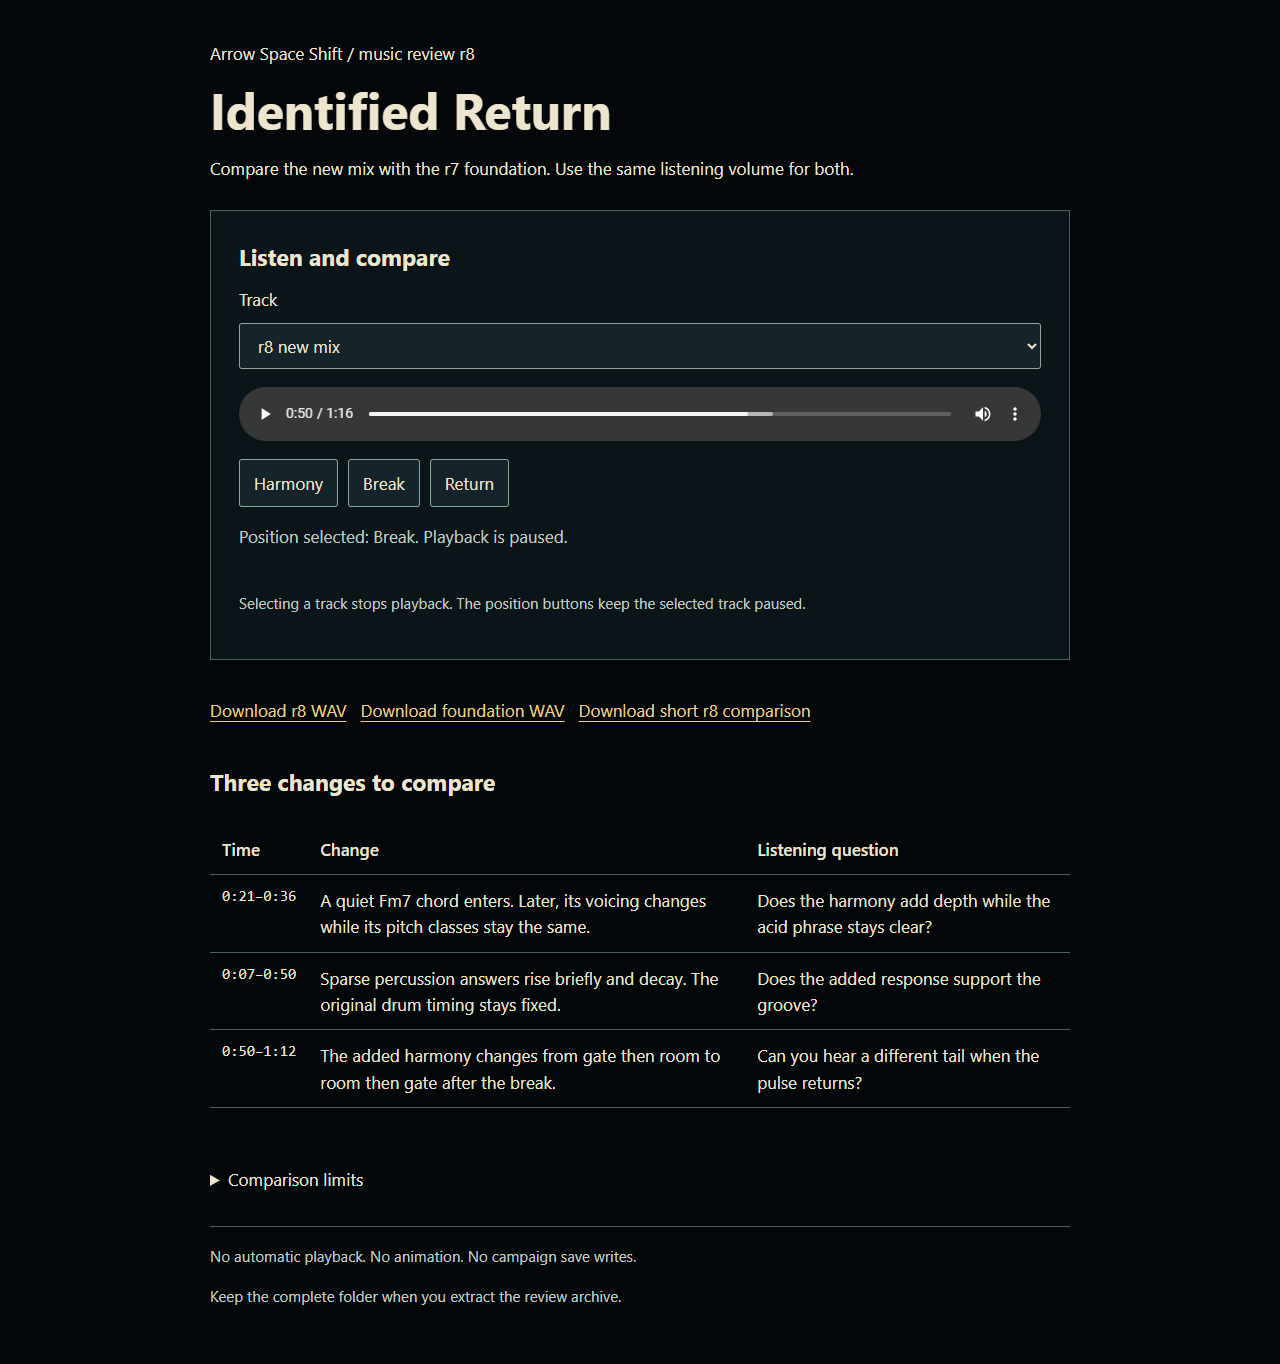 Arrow Space Shift / music review r8
Identified Return
Compare the new mix with the r7 foundation. Use the same listening volume for both.
Listen and compare
Track
r8 new mix
0:50 / 1:16
Harmony Break Return
Position selected: Break. Playback is paused.
Selecting a track stops playback. The position buttons keep the selected track paused.
Download r8 WAV Download foundation WAV Download short r8 comparison
Three changes to compare
Time Change Listening question
0:21–0:36 A quiet Fm7 chord enters. Later, its voicing changes Does the harmony add depth while the
while its pitch classes stay the same. acid phrase stays clear?
0:07–0:50 Sparse percussion answers rise briefly and decay. The Does the added response support the
original drum timing stays fixed. groove?
0:50–1:12 The added harmony changes from gate then room to Can you hear a different tail when the
room then gate after the break. pulse returns?
Comparison limits
No automatic playback. No animation. No campaign save writes.
Keep the complete folder when you extract the review archive.